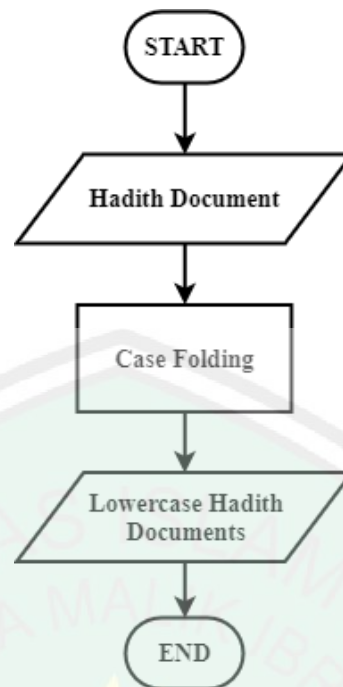 START
Hadith Document
Case Folding
Lowercase Hadith
Documents
END